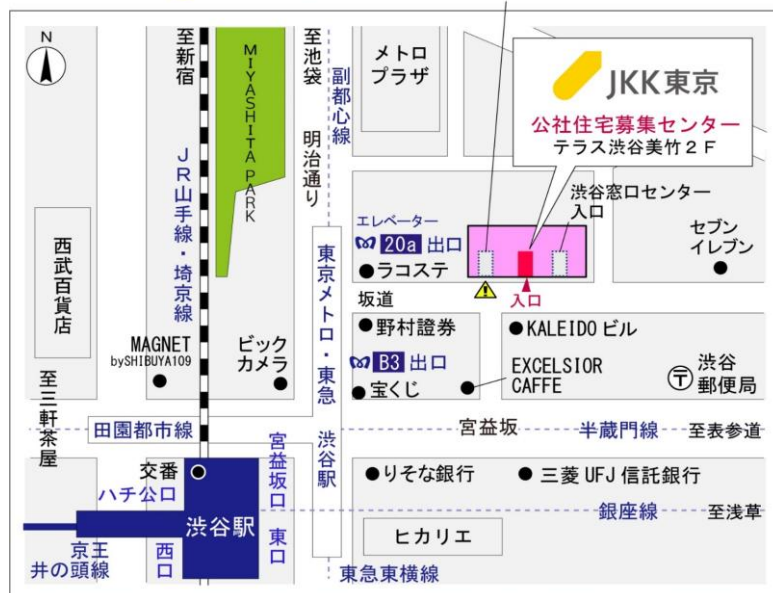 N
至新宿
MIYASHITA PARK
至池袋
明治通り
副都心線
メトロ
プラザ
JKK東京
公社住宅募集センター
テラス渋谷美竹２Ｆ
渋谷窓口センター
入口
JR山手線・埼京線
西武百貨店
エレベーター
20a 出口
ラコステ
セブン
イレブン
!
入口
坂道
東京メトロ・東急
渋谷駅
野村證券
KALEIDO ビル
MAGNET
bySHIBUYA109
ビック
カメラ
B3 出口
EXCELSIOR
CAFFE
宝くじ
〒
渋谷
郵便局
至三軒茶屋
田園都市線
宮益坂
半蔵門線
至表参道
交番
ハチ公口
宮益坂口
りそな銀行
三菱 UFJ 信託銀行
渋谷駅
東口
銀座線
至浅草
ヒカリエ
京王
井の頭線
西口
東急東横線